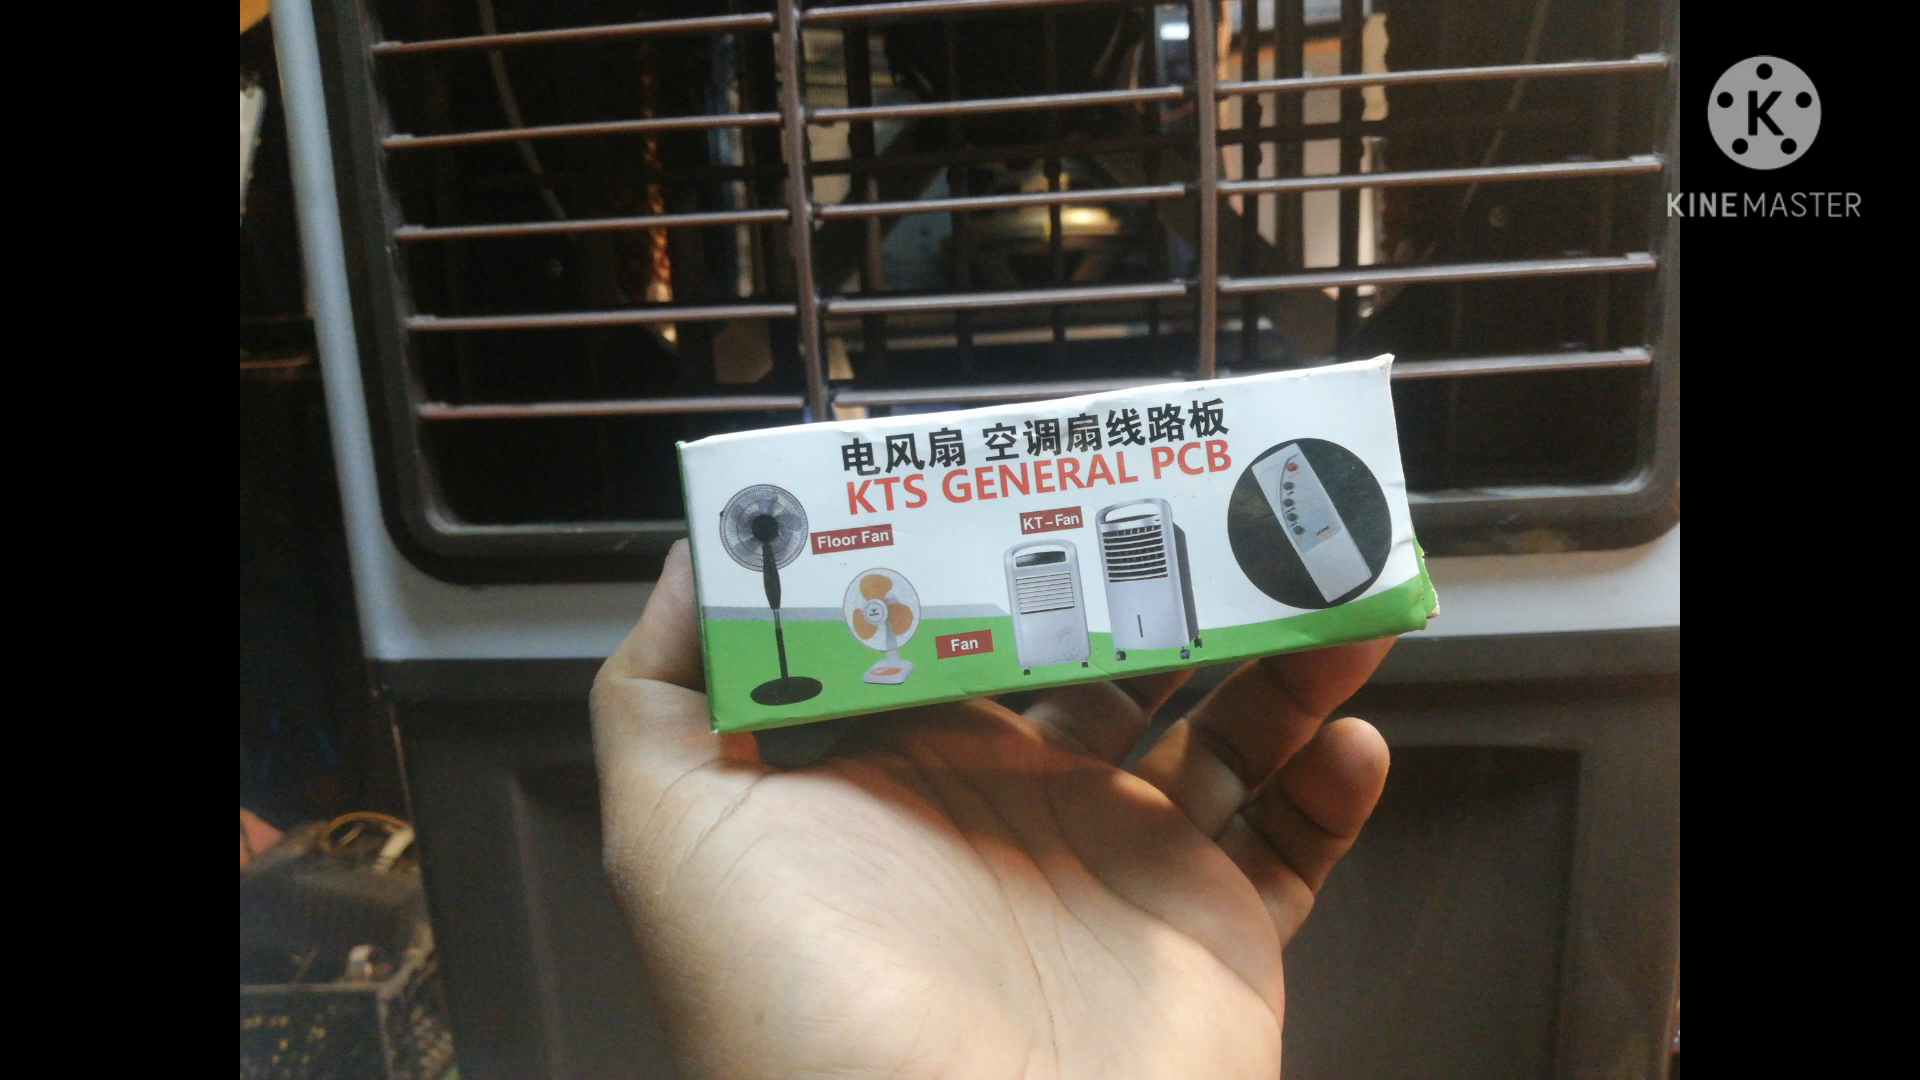 电风扇 空调扇线路板
KTS GENERAL PCB
Floor Fan
KT-Fan
Fan
K
KINEMASTER